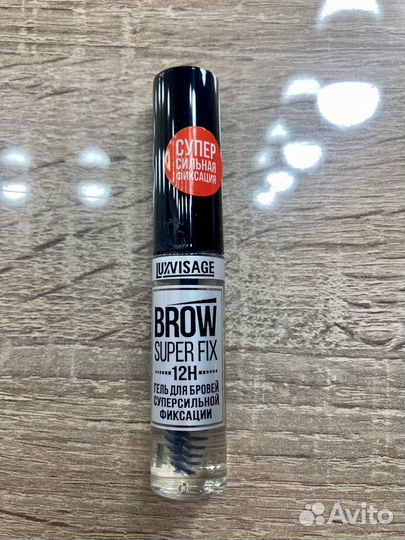 СУПЕР
СИЛЬНАЯ
ФИКСАЦИЯ
LUXVISAGE
BROW
SUPER FIX
12H
ГЕЛЬ ДЛЯ БРОВЕЙ
СУПЕРСИЛЬНОЙ
ФИКСАЦИИ
Avito